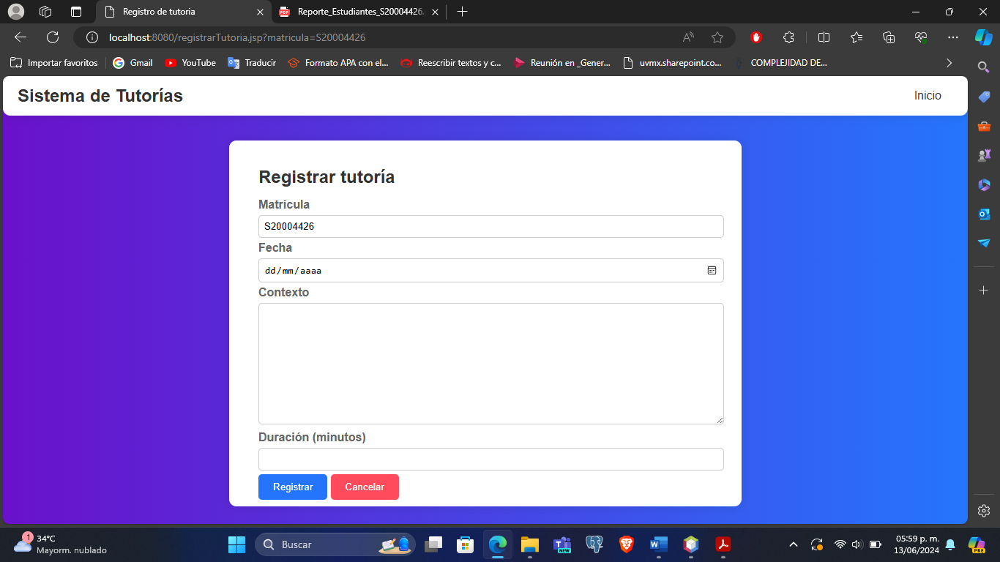 Registro de tutoria
Reporte_Estudiantes_S20004426.
localhost:8080/registrarTutoria.jsp?matricula=S20004426
Importar favoritos
Gmail
YouTube
Traducir
Formato APA con el...
Reescribir textos y c...
Reunión en _Gener...
uvmx.sharepoint.co...
COMPLEJIDAD DE...
Sistema de Tutorías
Inicio
Registrar tutoría
Matrícula
S20004426
Fecha
dd/mm/aaaa
Contexto
Duración (minutos)
Registrar
Cancelar
1
34°C
Mayorm. nublado
Buscar
NEW
05:59 p. m.
13/06/2024
PRE